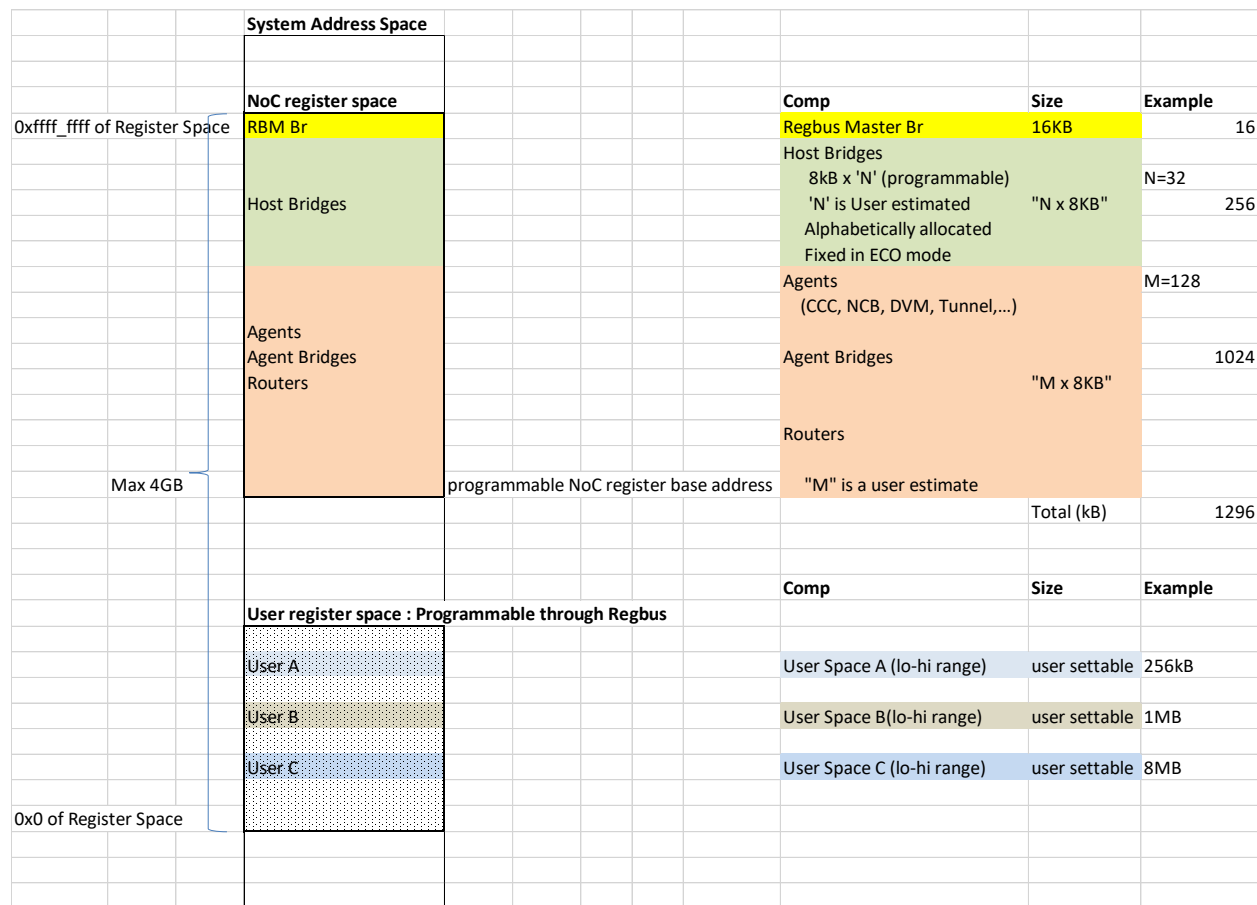 System Address Space
NoC register space Comp Size Example
0xffff_ffff of Register Space RBM Br Regbus Master Br 16KB 16
Host Bridges
8kB x 'N' (programmable) N=32
Host Bridges 'N' is User estimated "N x 8KB" 256
Alphabetically allocated
Fixed in ECO mode
Agents M=128
(CCC, NCB, DVM, Tunnel,...)
Agents
Agent Bridges Agent Bridges 1024
Routers "M x 8KB"
Routers
Max 4GB programmable NoC register base address "M" is a user estimate
Total (kB) 1296
Comp Size Example
User register space : Programmable through Regbus
User A User Space A (lo-hi range) user settable 256kB
User B User Space B(lo-hi range) user settable 1MB
User C User Space C (lo-hi range) user settable 8MB
0x0 of Register Space